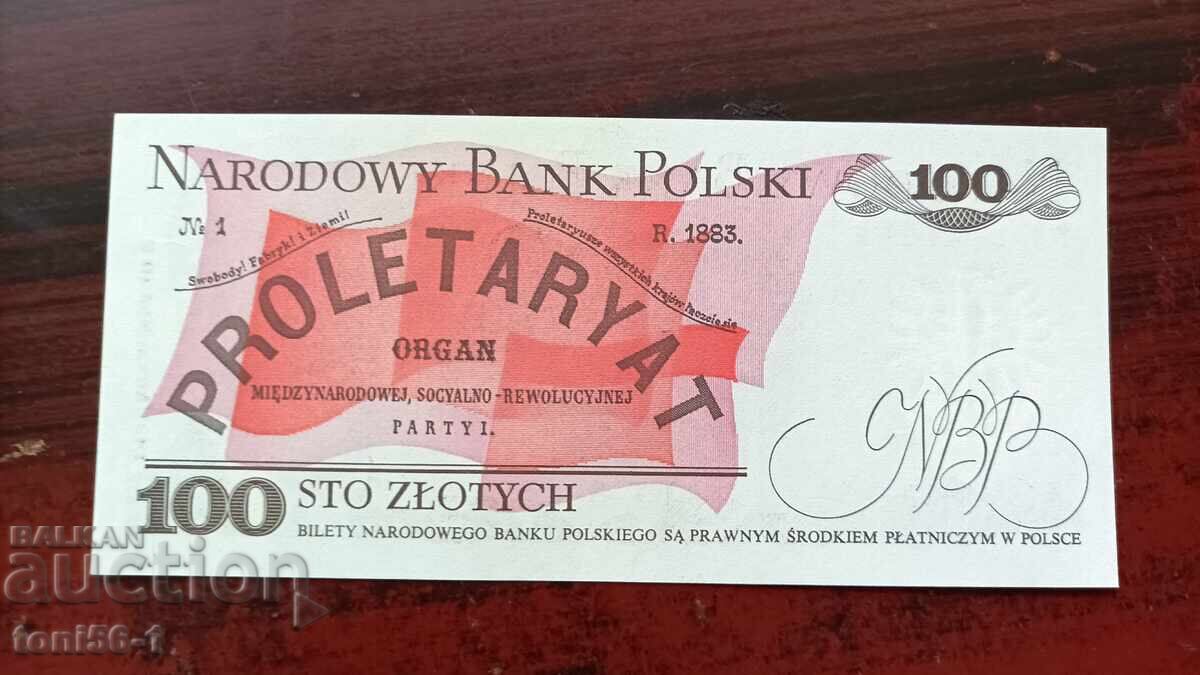 NARODOWY BANK POLSKI
100
№ 1
R. 1883.
Swobody! Fabryk! i Ziemi!
Proletaryusze wszystkich krajów łączcie się
PROLETARYAT
ORGAN
MIĘDZYNARODOWEJ, SOCYALNO-REWOLUCYJNEJ
PARTYI.
NBP
100 STO ZŁOTYCH
BILETY NARODOWEGO BANKU POLSKIEGO SĄ PRAWNYM ŚRODKIEM PŁATNICZYM W POLSCE
BALKAN
auction
toni56-1